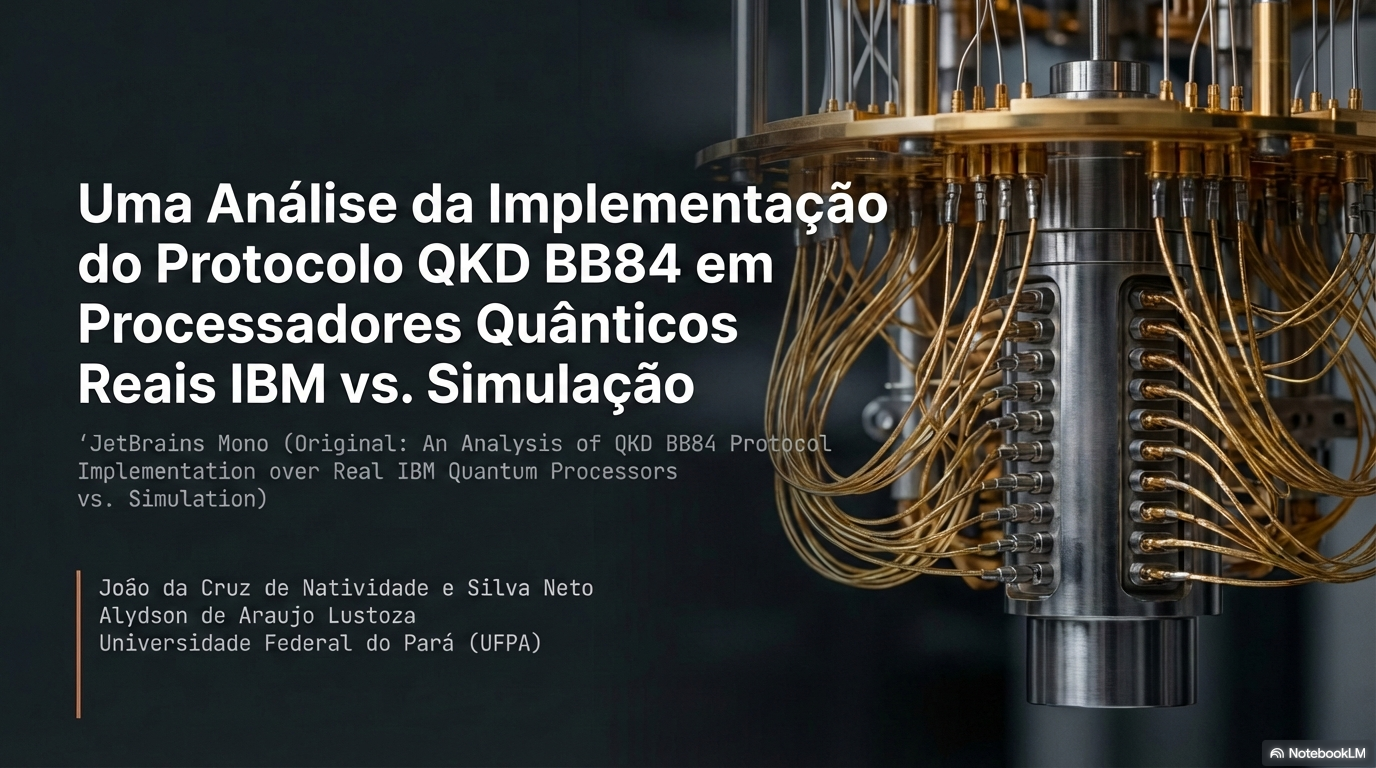 Uma Análise da Implementação
do Protocolo QKD BB84 em
Processadores Quânticos
Reais IBM vs. Simulação
‘JetBrains Mono (Original: An Analysis of QKD BB84 Protocol
Implementation over Real IBM Quantum Processors
vs. Simulation)
João da Cruz de Natividade e Silva Neto
Alydson de Araujo Lustoza
Universidade Federal do Pará (UFPA)
NotebookLM